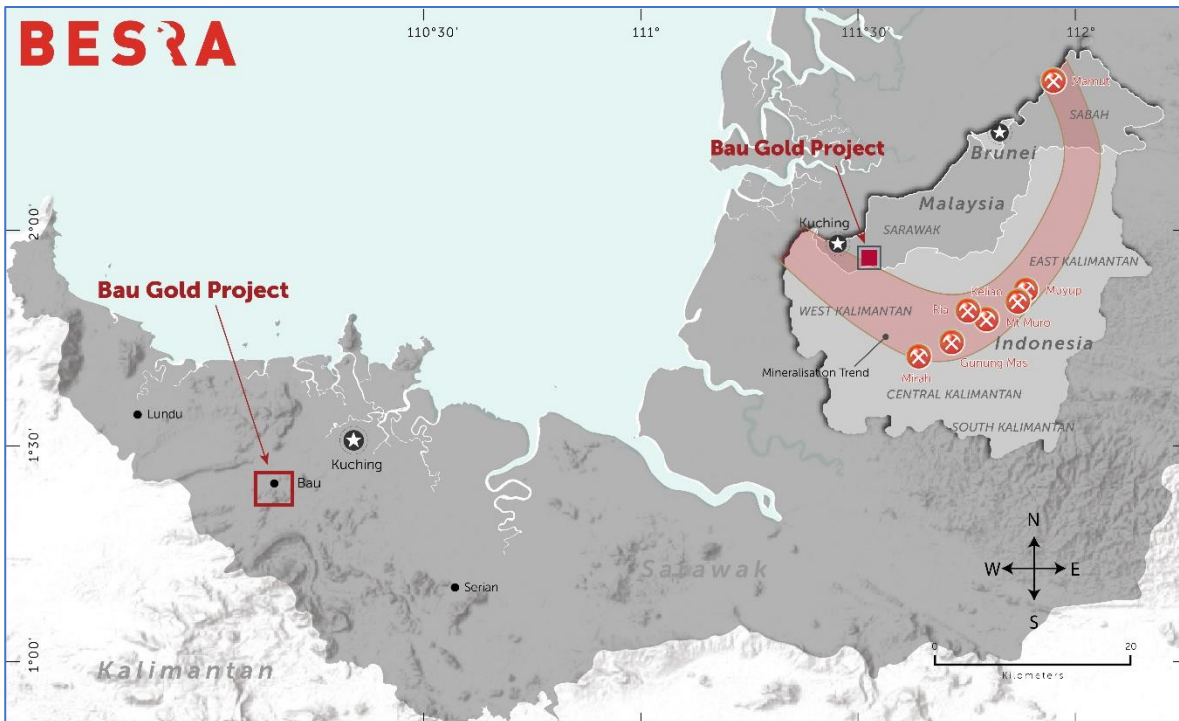 BESRA
110°30'
111°
111°30'
112°
Mamut
SABAH
Brunei
Bau Gold Project
Malaysia
Kuching
SARAWAK
2°00'
EAST KALIMANTAN
Bau Gold Project
Kelian
Muyup
WEST KALIMANTAN
Ria
Mt Muro
Indonesia
Gunung Mas
Mineralisation Trend
Mirah
CENTRAL KALIMANTAN
Lundu
SOUTH KALIMANTAN
1°30'
Kuching
Bau
N
W E
S
Sarawak
Serian
Kalimantan
1°00'
0 20
Kilometers